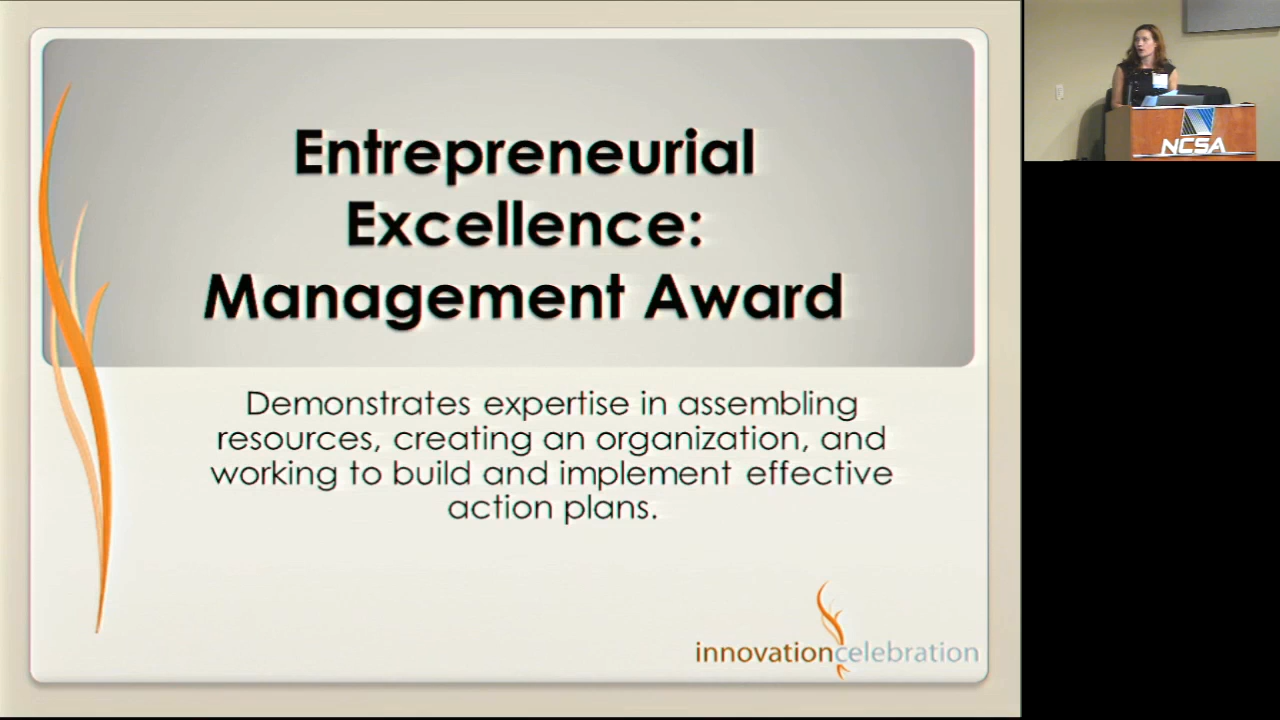 Entrepreneurial
Excellence:
Management Award
Demonstrates expertise in assembling
resources, creating an organization, and
working to build and implement effective
action plans.
innovationcelebration
NCSA